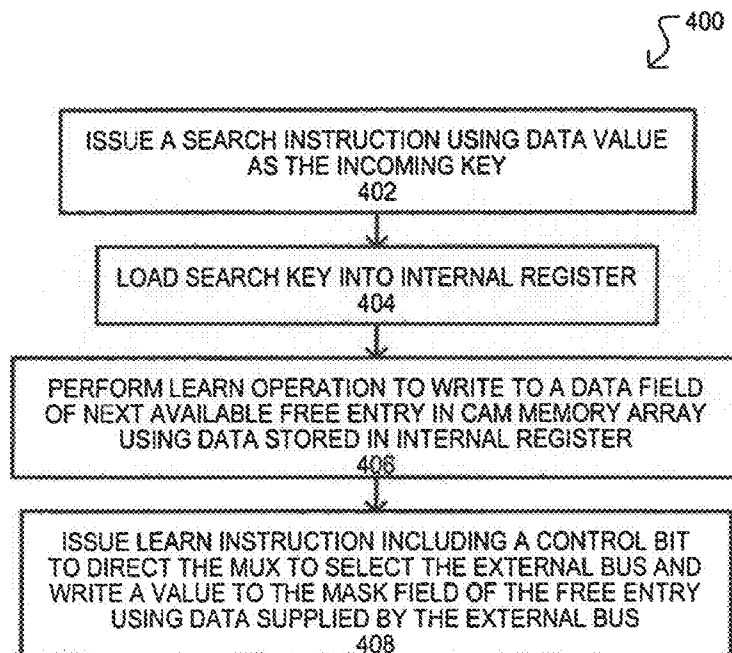 400
ISSUE A SEARCH INSTRUCTION USING DATA VALUE
AS THE INCOMING KEY
402
LOAD SEARCH KEY INTO INTERNAL REGISTER
404
PERFORM LEARN OPERATION TO WRITE TO A DATA FIELD
OF NEXT AVAILABLE FREE ENTRY IN CAM MEMORY ARRAY
USING DATA STORED IN INTERNAL REGISTER
406
ISSUE LEARN INSTRUCTION INCLUDING A CONTROL BIT
TO DIRECT THE MUX TO SELECT THE EXTERNAL BUS AND
WRITE A VALUE TO THE MASK FIELD OF THE FREE ENTRY
USING DATA SUPPLIED BY THE EXTERNAL BUS
408